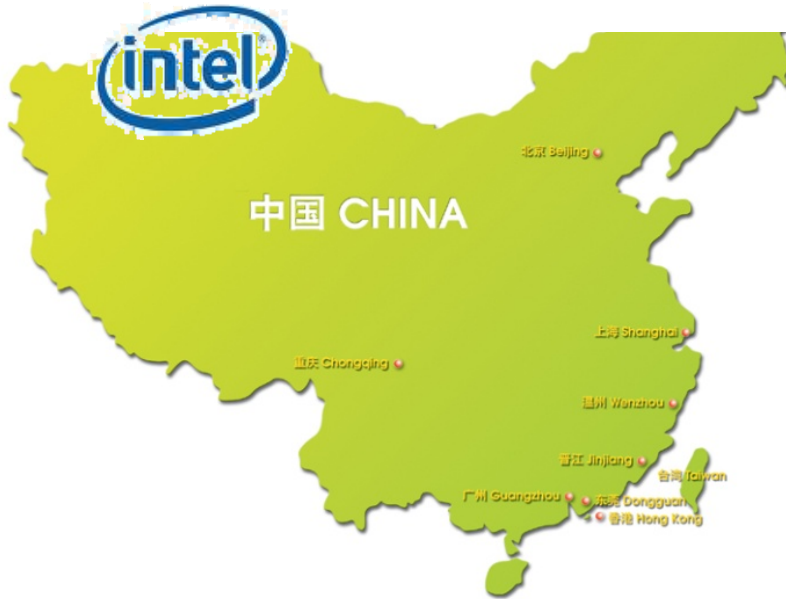 intel®
北京 Beijing
中国 CHINA
上海 Shanghai
重庆 Chongqing
温州 Wenzhou
晋江 Jinjiang
台湾 Taiwan
广州 Guangzhou
东莞 Dongguan
香港 Hong Kong